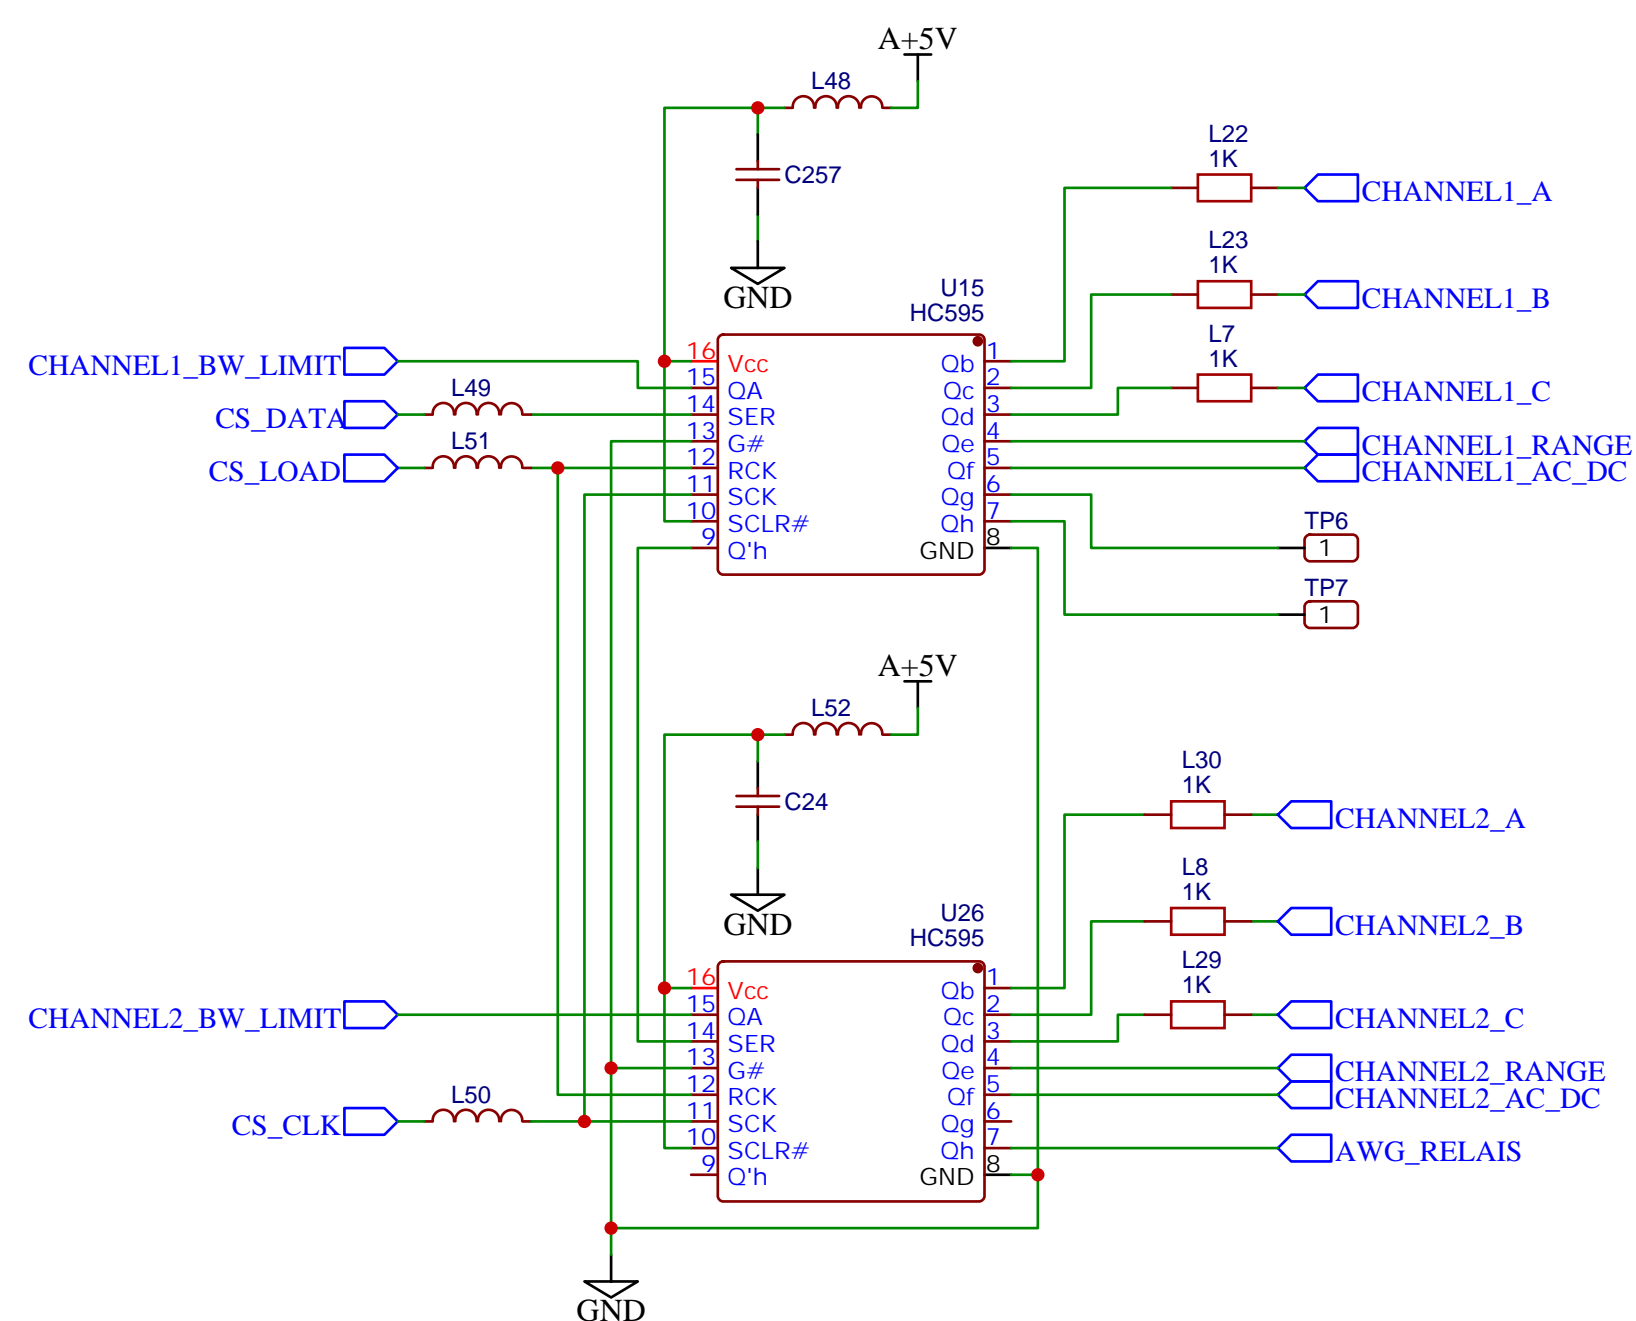 A+5V
L48
C257
GND
L22
1K
CHANNEL1_A
L23
1K
CHANNEL1_B
L7
1K
CHANNEL1_C
U15
HC595
CHANNEL1_BW_LIMIT
L49
CS_DATA
L51
CS_LOAD
16 Vcc
15 QA
14 SER
13 G#
12 RCK
11 SCK
10 SCLR#
9 Q'h
Qb 1
Qc 2
Qd 3
Qe 4
Qf 5
Qg 6
Qh 7
GND 8
CHANNEL1_RANGE
CHANNEL1_AC_DC
TP6
1
TP7
1
A+5V
L52
C24
GND
L30
1K
CHANNEL2_A
L8
1K
CHANNEL2_B
L29
1K
CHANNEL2_C
U26
HC595
CHANNEL2_BW_LIMIT
L50
CS_CLK
16 Vcc
15 QA
14 SER
13 G#
12 RCK
11 SCK
10 SCLR#
9 Q'h
Qb 1
Qc 2
Qd 3
Qe 4
Qf 5
Qg 6
Qh 7
GND 8
CHANNEL2_RANGE
CHANNEL2_AC_DC
AWG_RELAIS
GND